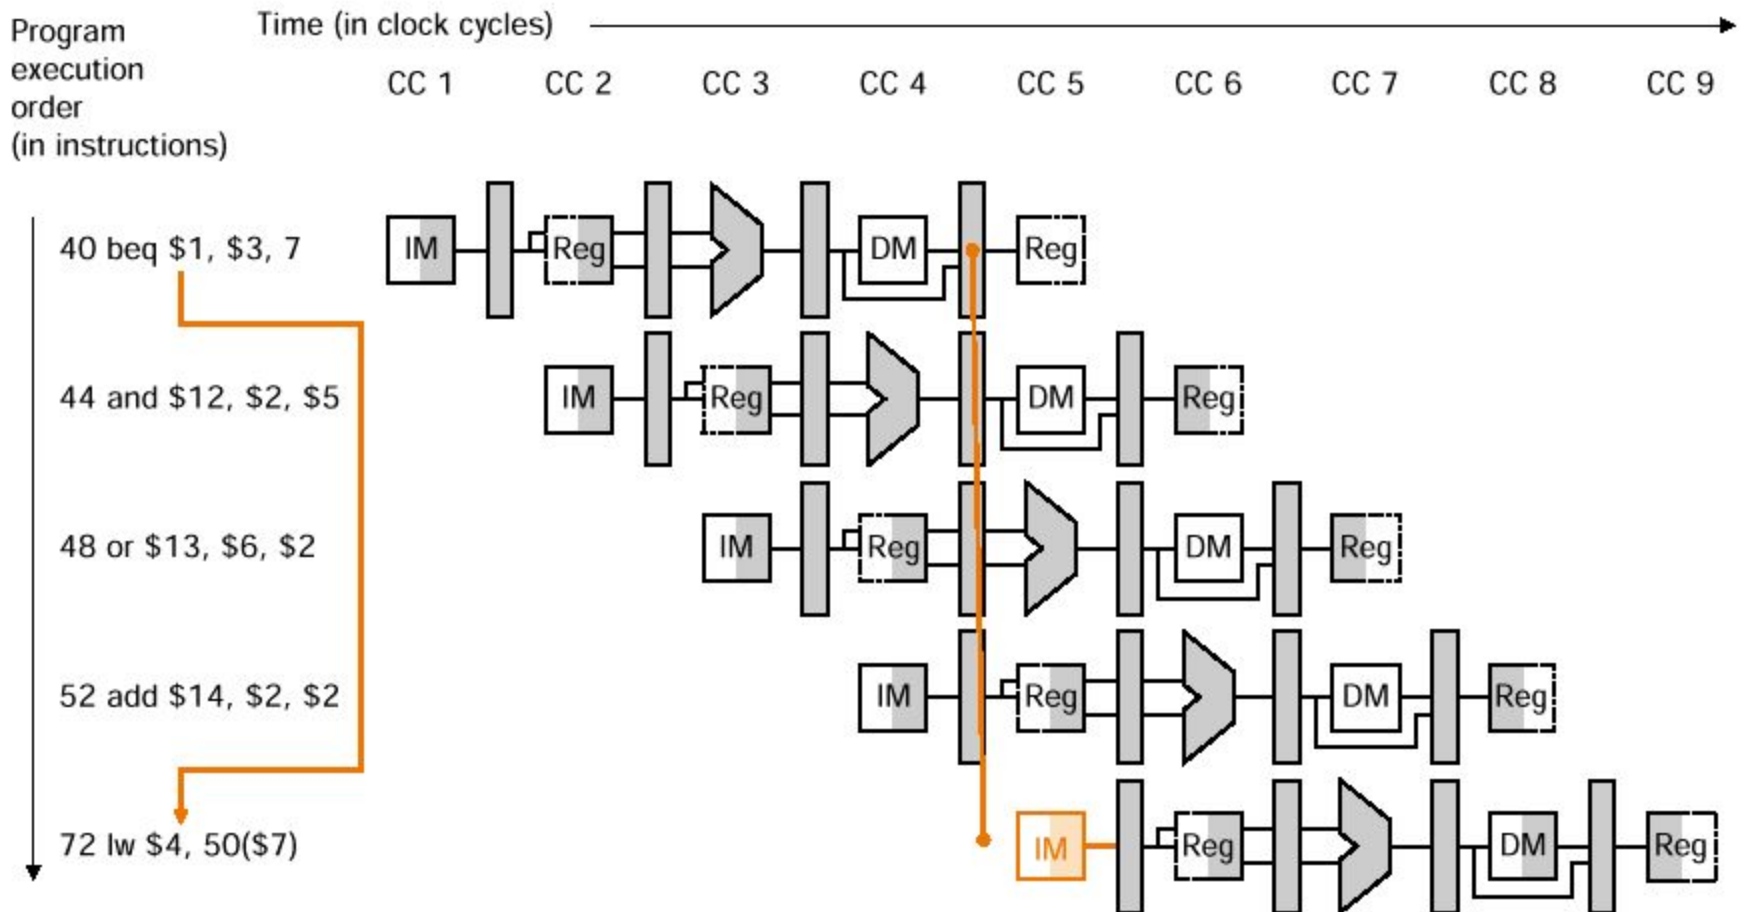 Program
execution
order
(in instructions)
Time (in clock cycles)
CC 1 CC 2 CC 3 CC 4 CC 5 CC 6 CC 7 CC 8 CC 9
40 beq $1, $3, 7 IM Reg DM Reg
44 and $12, $2, $5 IM Reg DM Reg
48 or $13, $6, $2 IM Reg DM Reg
52 add $14, $2, $2 IM Reg DM Reg
72 lw $4, 50($7) IM Reg DM Reg